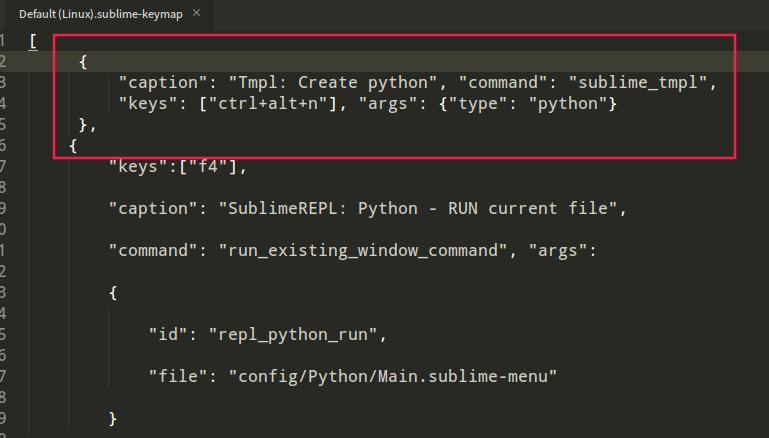 Default (Linux).sublime-keymap ×
1 [
2 {
3 "caption": "Tmpl: Create python", "command": "sublime_tmpl",
4 "keys": ["ctrl+alt+n"], "args": {"type": "python"}
5 },
6 {
7 "keys":["f4"],
8
9 "caption": "SublimeREPL: Python - RUN current file",
0
1 "command": "run_existing_window_command", "args":
2
3 {
4
5 "id": "repl_python_run",
6
7 "file": "config/Python/Main.sublime-menu"
8
9 }